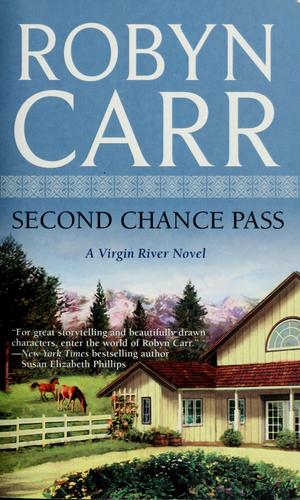 ROBYN
CARR
SECOND CHANCE PASS
A Virgin River Novel
"For great storytelling and beautifully drawn
characters, enter the world of Robyn Carr."
—New York Times bestselling author
Susan Elizabeth Phillips